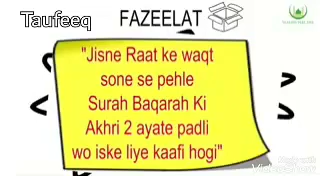 Taufeeq
FAZEELAT
"Jisne Raat ke waqt
sone se pehle
Surah Baqarah Ki
Akhri 2 ayate padli
wo iske liye kaafi hogi"